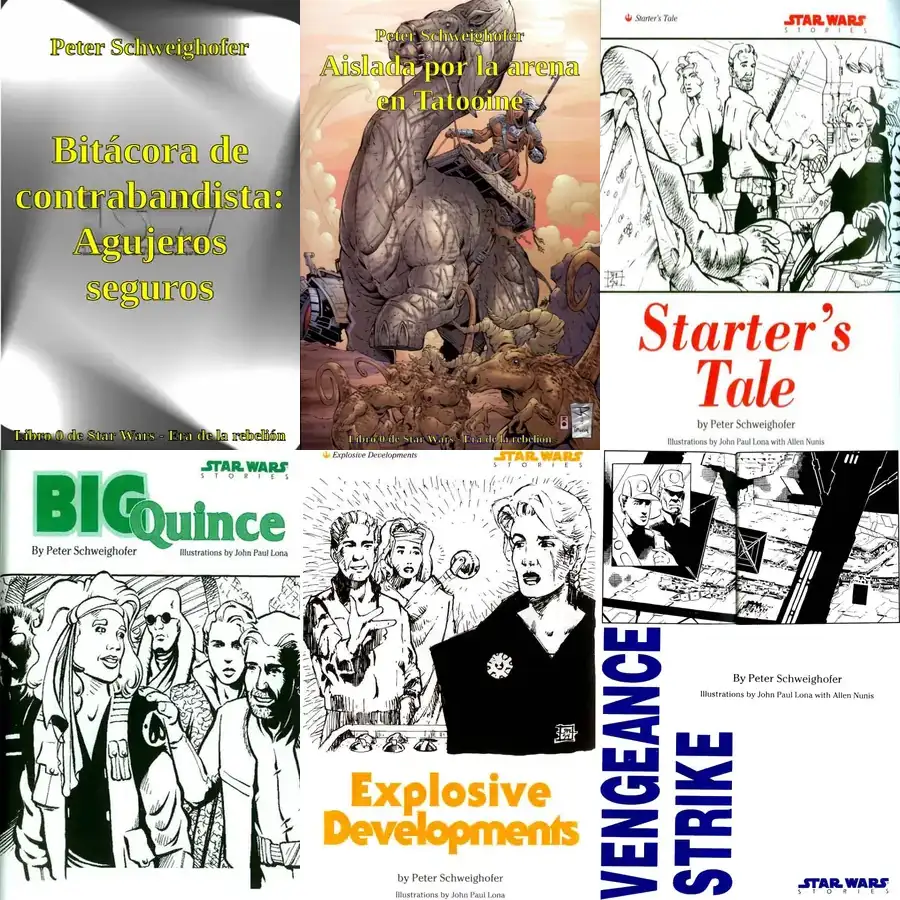 Peter Schweighofer
Bitácora de
contrabandista:
Agujeros
seguros
Libro 0 de Star Wars - Era de la rebelión
Peter Schweighofer
Aislada por la arena
en Tatooine
Libro 0 de Star Wars - Era de la rebelión
Starter's Tale
STAR WARS
STORIES
Starter's
Tale
by Peter Schweighofer
Illustrations by John Paul Lona with Allen Nunis
STAR WARS
STORIES
BIG
Quince
By Peter Schweighofer
Illustrations by John Paul Lona
Explosive Developments
STAR WARS
STORIES
Explosive
Developments
by Peter Schweighofer
Illustrations by John Paul Lona
By Peter Schweighofer
Illustrations by John Paul Lona with Allen Nunis
VENGEANCE
STRIKE
STAR WARS
STORIES